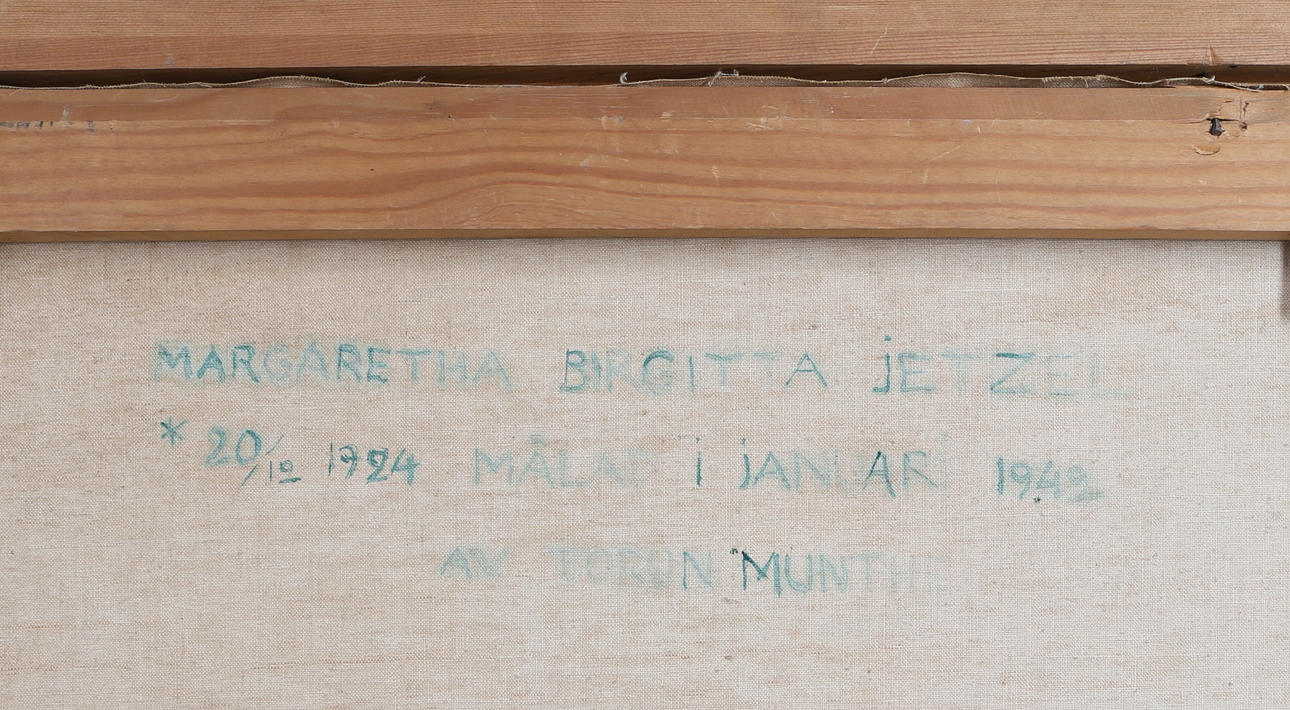 MARGARETHA BIRGITTA jETZEL
* 20/10 1924 MÅLAD i jANUARi 1942
AV TORUN MUNTHE